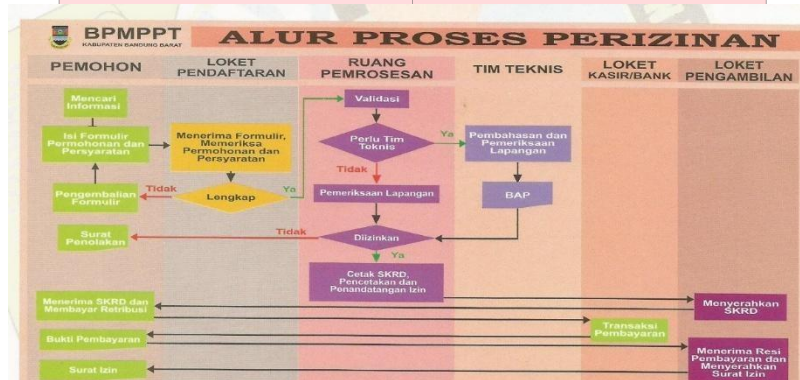 BPMPPT
KABUPATEN BANDUNG BARAT
ALUR PROSES PERIZINAN
PEMOHON
LOKET
PENDAFTARAN
RUANG
PEMROSESAN
TIM TEKNIS
LOKET
KASIR/BANK
LOKET
PENGAMBILAN
Mencari
Informasi
Isi Formulir
Permohonan dan
Persyaratan
Menerima Formulir,
Memeriksa
Permohonan dan
Persyaratan
Validasi
Perlu Tim
Teknis
Ya
Pembahasan dan
Pemeriksaan
Lapangan
Tidak
Pengembalian
Formulir
Tidak
Lengkap
Ya
Pemeriksaan Lapangan
BAP
Surat
Penolakan
Tidak
Diizinkan
Ya
Cetak SKRD,
Pencetakan dan
Penandatangan Izin
Menerima SKRD dan
Membayar Retribusi
Menyerahkan
SKRD
Transaksi
Pembayaran
Bukti Pembayaran
Menerima Resi
Pembayaran dan
Menyerahkan
Surat Izin
Surat Izin